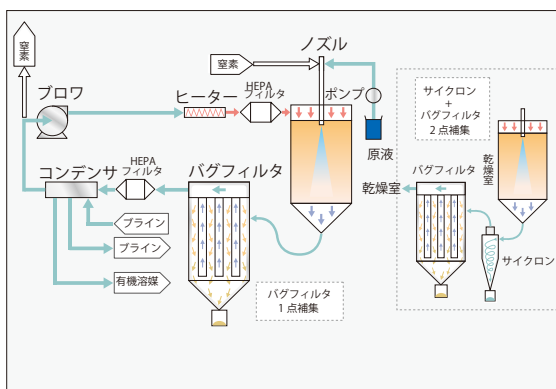 窒素
ブロワ
ヒーター
HEPA
フィルタ
窒素
ノズル
ポンプ
原液
コンデンサ
HEPA
フィルタ
バグフィルタ
ブライン
ブライン
有機溶媒
バグフィルタ
1点補集
サイクロン
+
バグフィルタ
2点補集
バグフィルタ
乾燥室
乾燥室
サイクロン